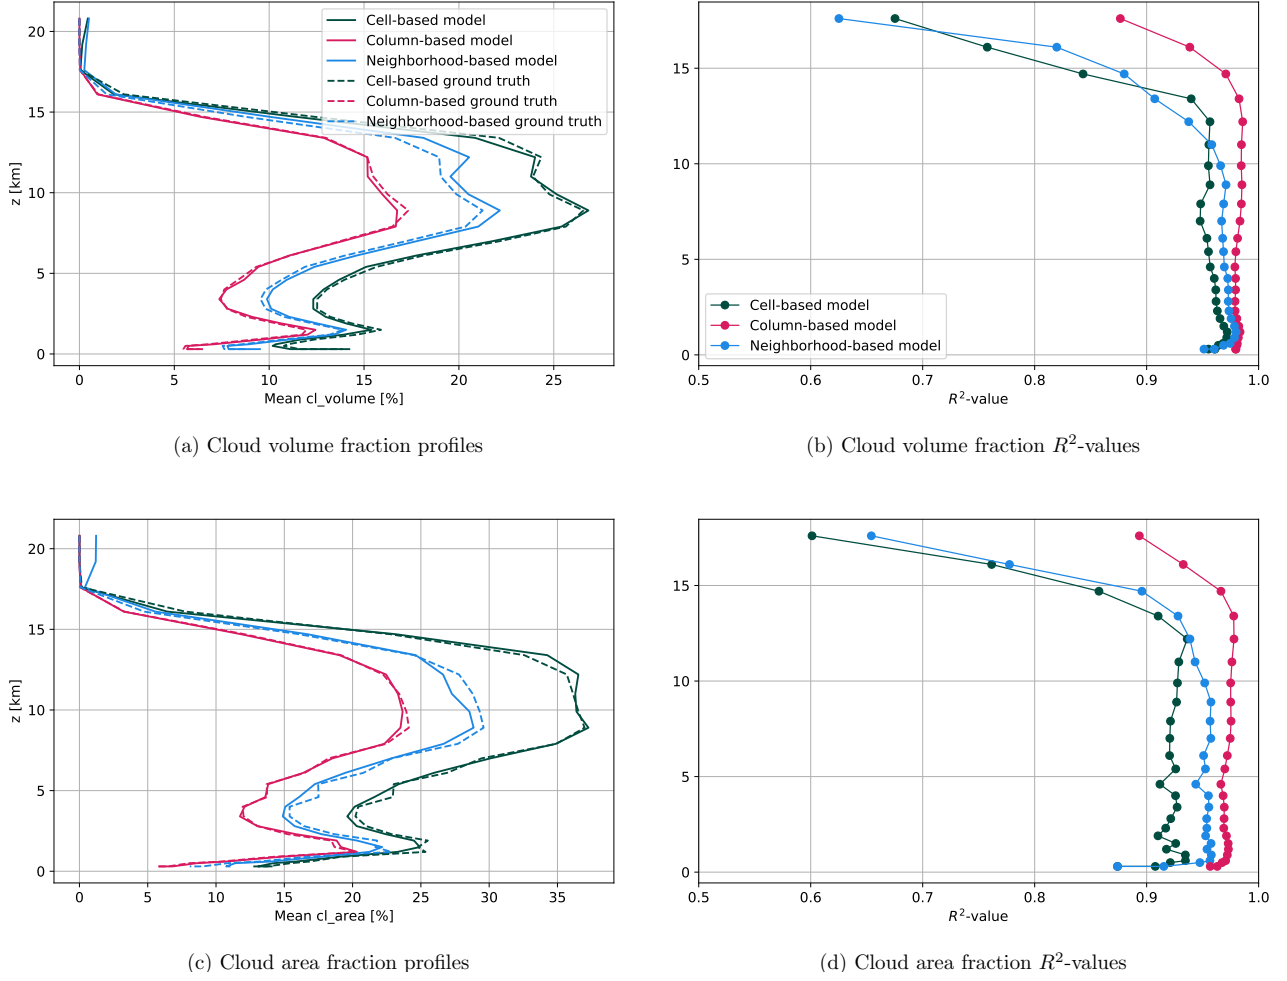 20
15
10
5
0
z [km]
0 5 10 15 20 25
Mean cl_volume [%]
Cell-based model
Column-based model
Neighborhood-based model
Cell-based ground truth
Column-based ground truth
Neighborhood-based ground truth
(a) Cloud volume fraction profiles
15
10
5
0
0.5 0.6 0.7 0.8 0.9 1.0
R²-value
Cell-based model
Column-based model
Neighborhood-based model
(b) Cloud volume fraction R²-values
20
15
10
5
0
z [km]
0 5 10 15 20 25 30 35
Mean cl_area [%]
(c) Cloud area fraction profiles
15
10
5
0
0.5 0.6 0.7 0.8 0.9 1.0
R²-value
(d) Cloud area fraction R²-values